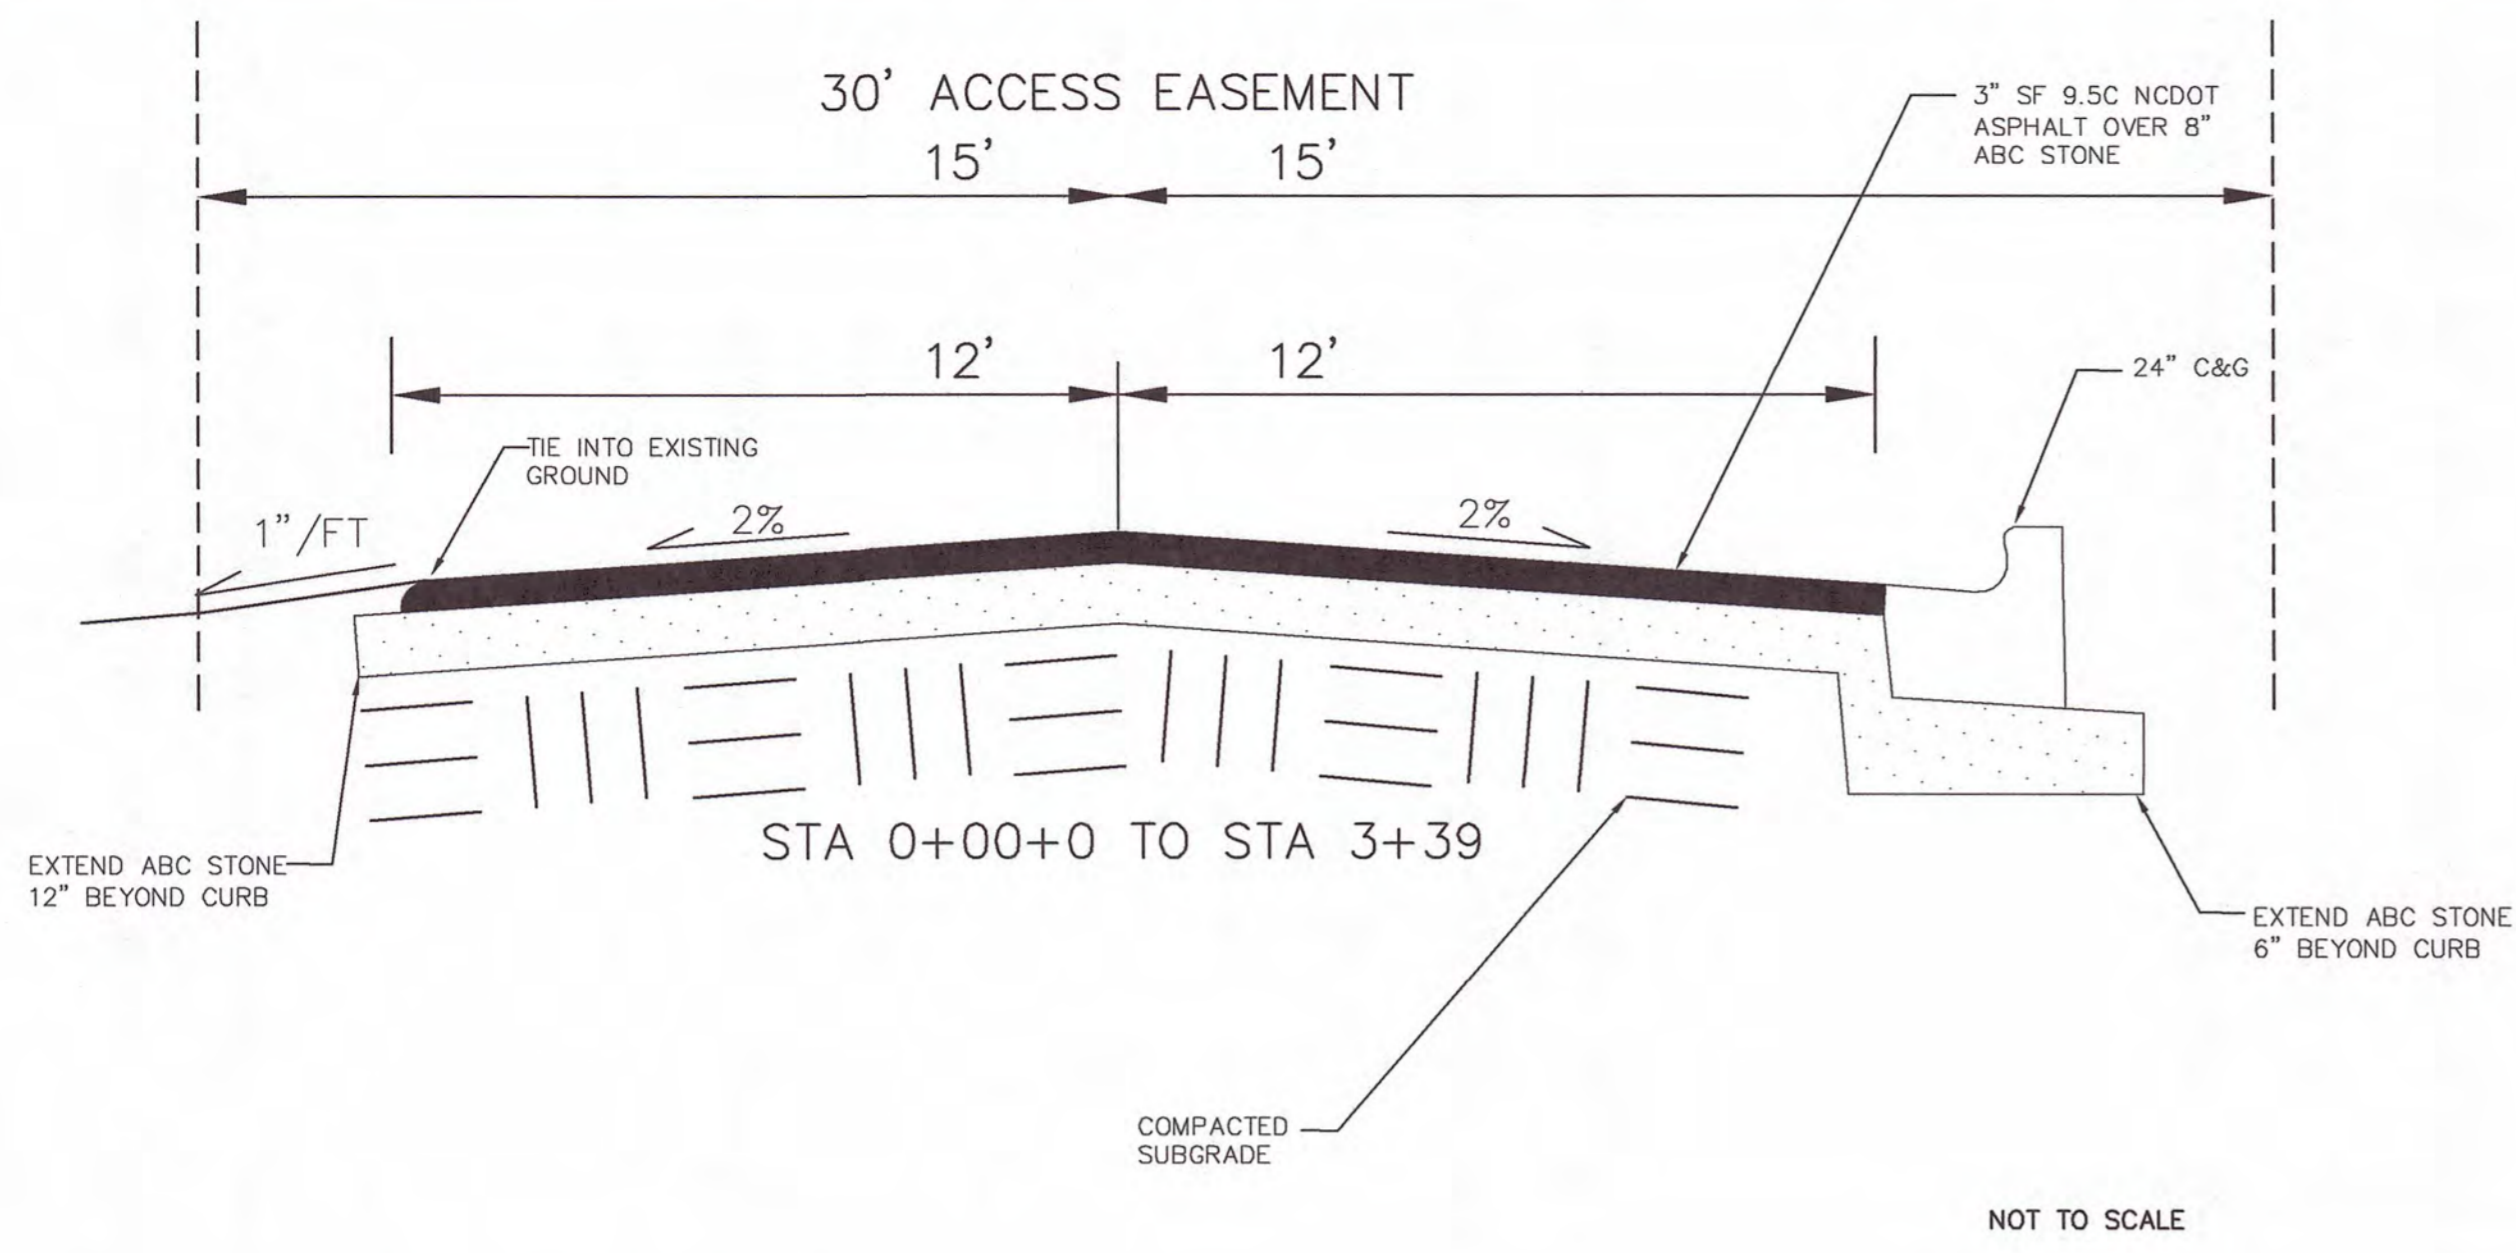 30' ACCESS EASEMENT
15' 15'
3" SF 9.5C NCDOT
ASPHALT OVER 8"
ABC STONE
12' 12'
24" C&G
TIE INTO EXISTING
GROUND
1"/FT
2%
2%
STA 0+00+0 TO STA 3+39
EXTEND ABC STONE
12" BEYOND CURB
EXTEND ABC STONE
6" BEYOND CURB
COMPACTED
SUBGRADE
NOT TO SCALE